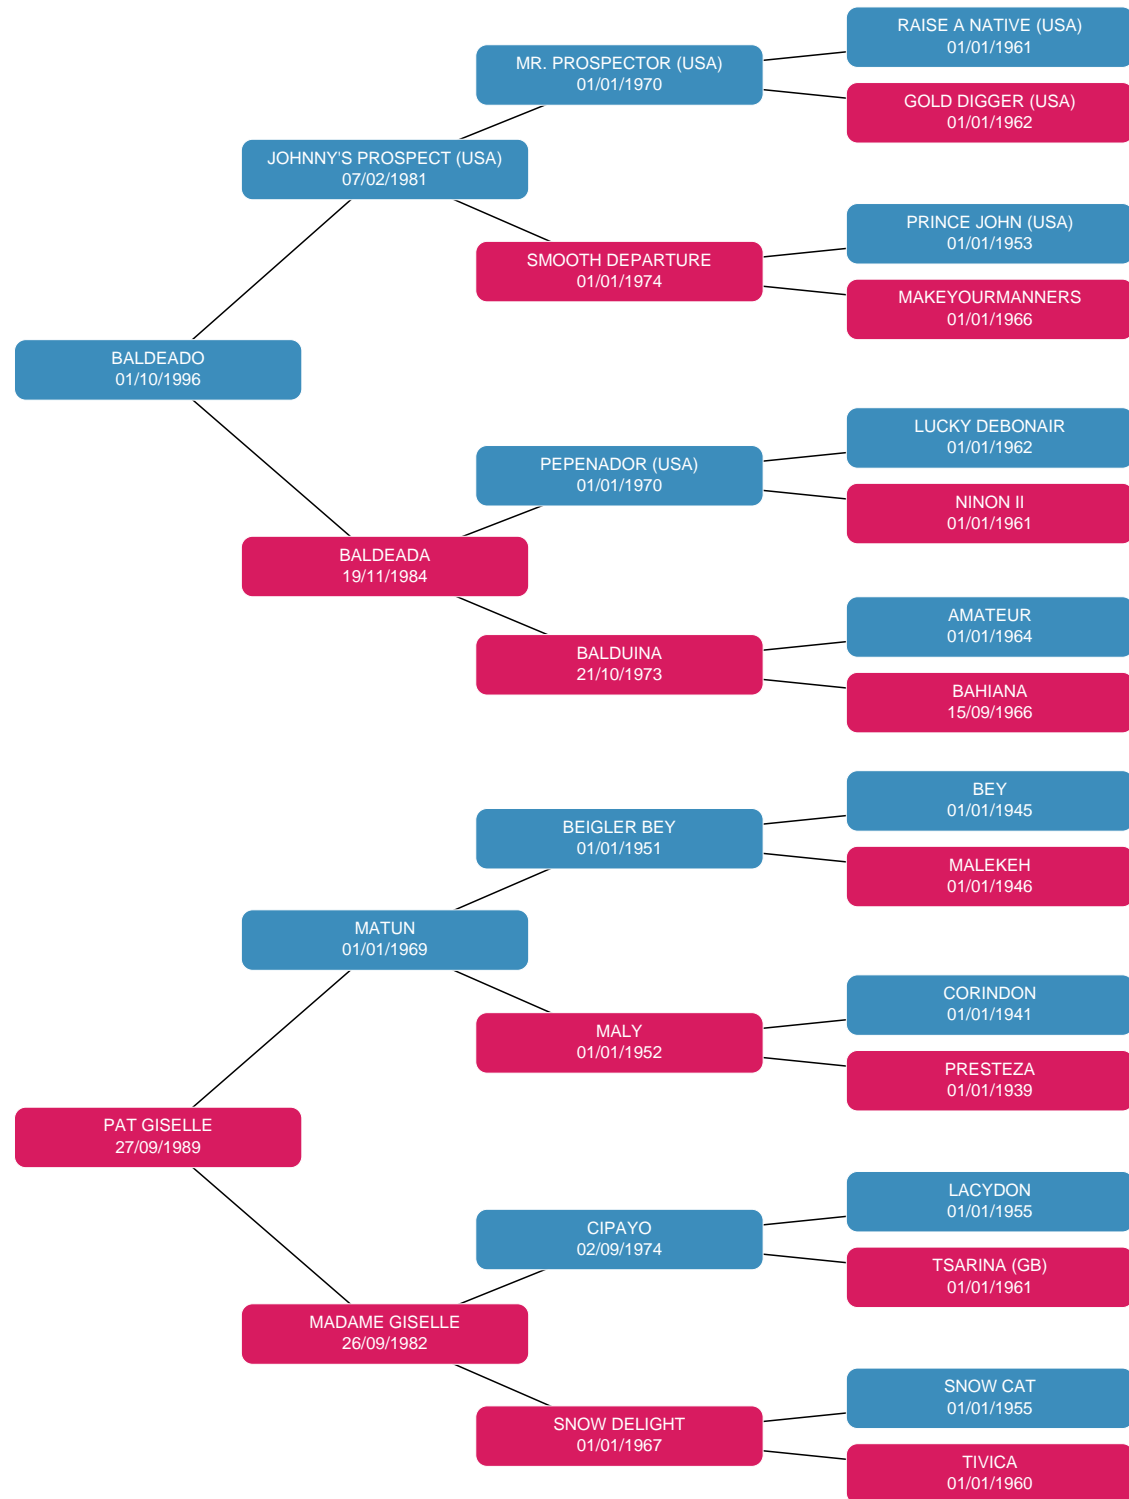 RAISE A NATIVE (USA)
01/01/1961
MR. PROSPECTOR (USA)
01/01/1970
GOLD DIGGER (USA)
01/01/1962
JOHNNY'S PROSPECT (USA)
07/02/1981
PRINCE JOHN (USA)
01/01/1953
SMOOTH DEPARTURE
01/01/1974
MAKEYOURMANNERS
01/01/1966
BALDEADO
01/10/1996
LUCKY DEBONAIR
01/01/1962
PEPENADOR (USA)
01/01/1970
NINON II
01/01/1961
BALDEADA
19/11/1984
AMATEUR
01/01/1964
BALDUINA
21/10/1973
BAHIANA
15/09/1966
BEY
01/01/1945
BEIGLER BEY
01/01/1951
MALEKEH
01/01/1946
MATUN
01/01/1969
CORINDON
01/01/1941
MALY
01/01/1952
PRESTEZA
01/01/1939
PAT GISELLE
27/09/1989
LACYDON
01/01/1955
CIPAYO
02/09/1974
TSARINA (GB)
01/01/1961
MADAME GISELLE
26/09/1982
SNOW CAT
01/01/1955
SNOW DELIGHT
01/01/1967
TIVICA
01/01/1960